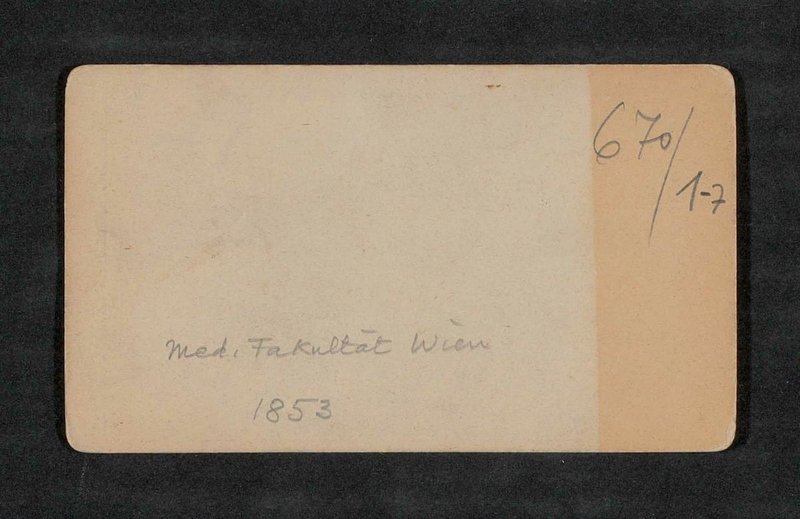 670/1-7
Med. Fakultät Wien
1853